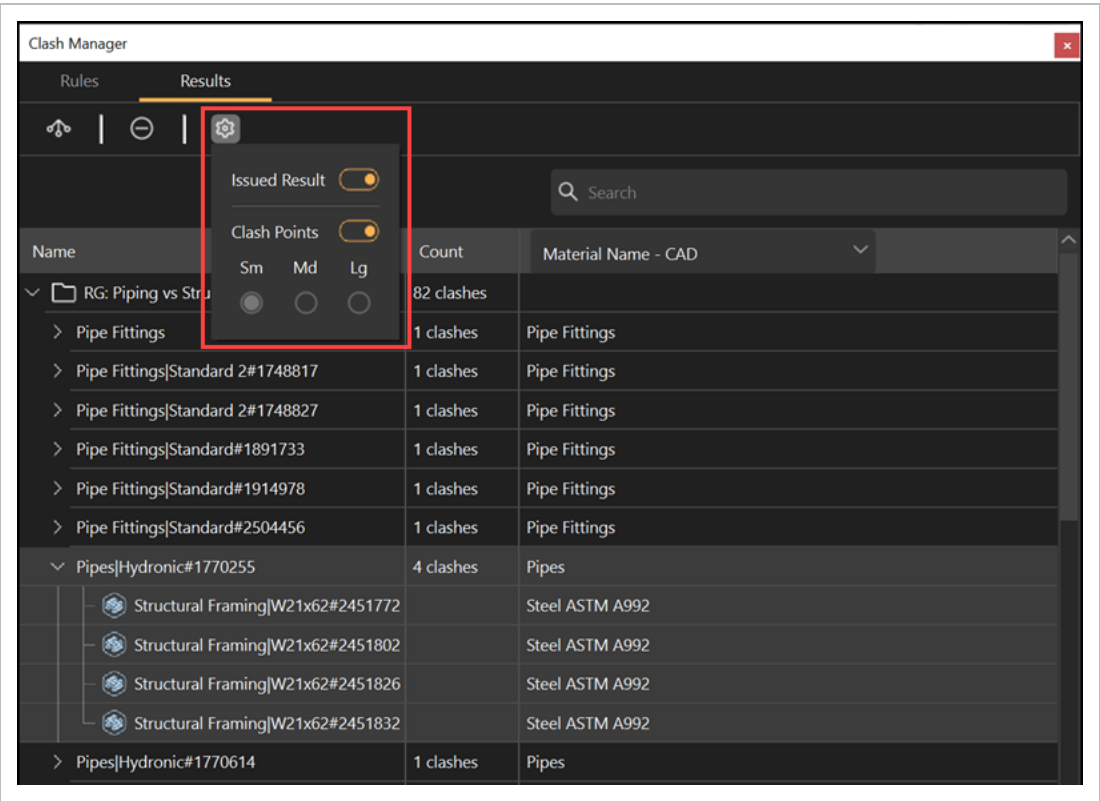 Clash Manager
Rules Results
Issued Result
Search
Clash Points
Sm Md Lg
Name Count Material Name - CAD
RG: Piping vs Stru 82 clashes
Pipe Fittings 1 clashes Pipe Fittings
Pipe Fittings|Standard 2#1748817 1 clashes Pipe Fittings
Pipe Fittings|Standard 2#1748827 1 clashes Pipe Fittings
Pipe Fittings|Standard#1891733 1 clashes Pipe Fittings
Pipe Fittings|Standard#1914978 1 clashes Pipe Fittings
Pipe Fittings|Standard#2504456 1 clashes Pipe Fittings
Pipes|Hydronic#1770255 4 clashes Pipes
Structural Framing|W21x62#2451772 Steel ASTM A992
Structural Framing|W21x62#2451802 Steel ASTM A992
Structural Framing|W21x62#2451826 Steel ASTM A992
Structural Framing|W21x62#2451832 Steel ASTM A992
Pipes|Hydronic#1770614 1 clashes Pipes